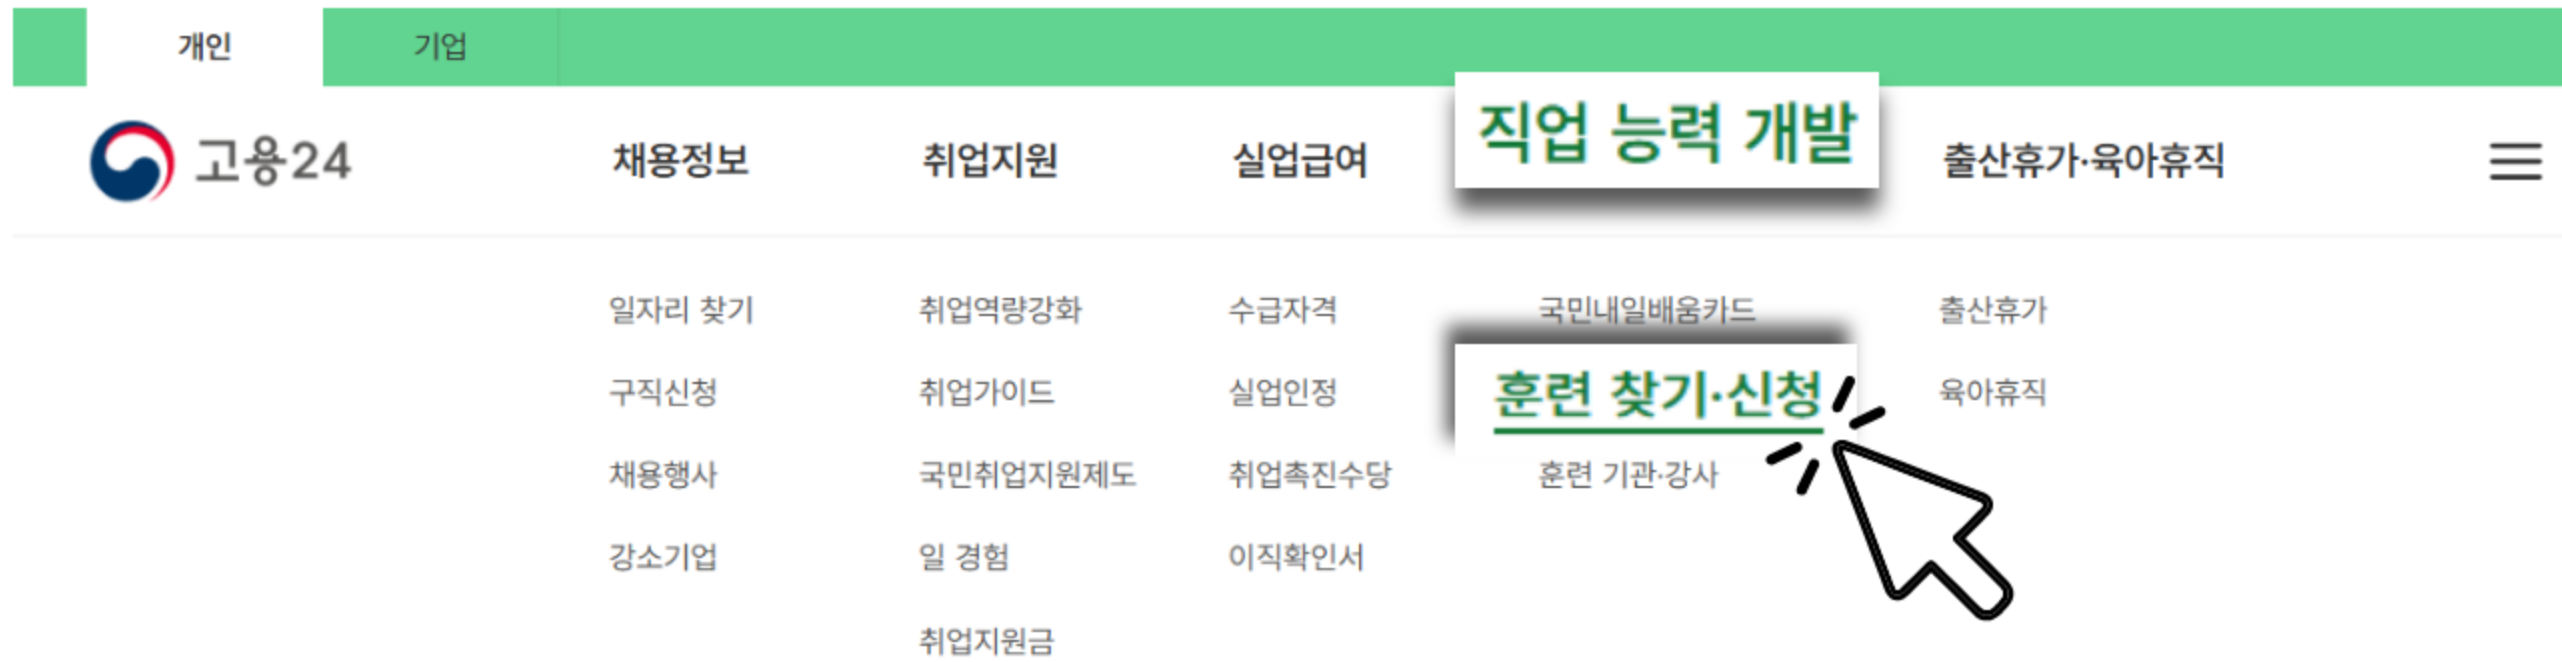 개인 기업
고용24 채용정보 취업지원 실업급여 직업 능력 개발 출산휴가·육아휴직
일자리 찾기 취업역량강화 수급자격 국민내일배움카드 출산휴가
구직신청 취업가이드 실업인정 훈련 찾기·신청 육아휴직
채용행사 국민취업지원제도 취업촉진수당 훈련 기관·강사
강소기업 일 경험 이직확인서
취업지원금